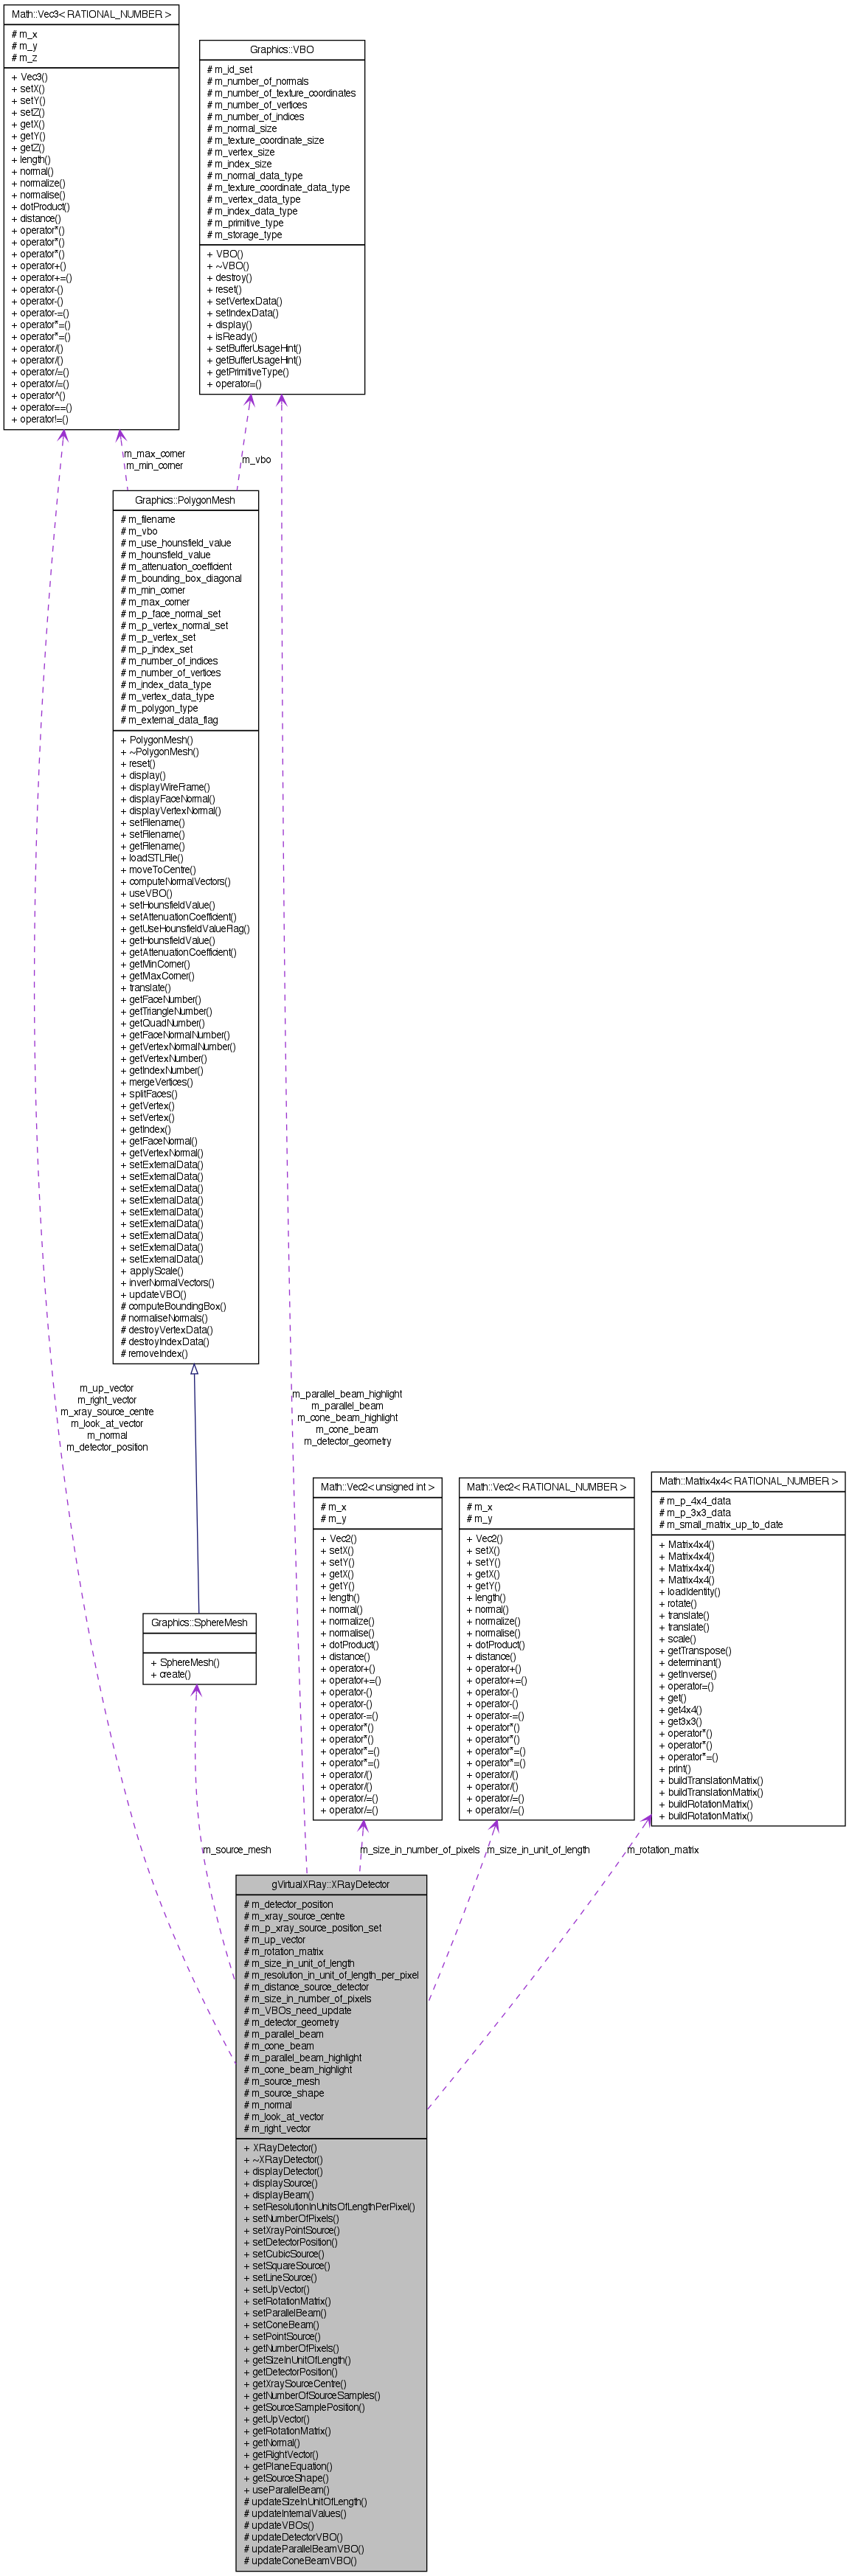 Math::Vec3< RATIONAL_NUMBER >
# m_x
# m_y
# m_z
+ Vec3()
+ setX()
+ setY()
+ setZ()
+ getX()
+ getY()
+ getZ()
+ length()
+ normal()
+ normalize()
+ normalise()
+ dotProduct()
+ distance()
+ operator*()
+ operator*()
+ operator*()
+ operator+()
+ operator+=()
+ operator-()
+ operator-()
+ operator-=()
+ operator*=()
+ operator*=()
+ operator/()
+ operator/()
+ operator/=()
+ operator/=()
+ operator^()
+ operator==()
+ operator!=()
Graphics::VBO
# m_id_set
# m_number_of_normals
# m_number_of_texture_coordinates
# m_number_of_vertices
# m_number_of_indices
# m_normal_size
# m_texture_coordinate_size
# m_vertex_size
# m_index_size
# m_normal_data_type
# m_texture_coordinate_data_type
# m_vertex_data_type
# m_index_data_type
# m_primitive_type
# m_storage_type
+ VBO()
+ ~VBO()
+ destroy()
+ reset()
+ setVertexData()
+ setIndexData()
+ display()
+ isReady()
+ setBufferUsageHint()
+ getBufferUsageHint()
+ getPrimitiveType()
+ operator=()
m_max_corner
m_min_corner
m_vbo
Graphics::PolygonMesh
# m_filename
# m_vbo
# m_use_hounsfield_value
# m_hounsfield_value
# m_attenuation_coefficient
# m_bounding_box_diagonal
# m_min_corner
# m_max_corner
# m_p_face_normal_set
# m_p_vertex_normal_set
# m_p_vertex_set
# m_p_index_set
# m_number_of_indices
# m_number_of_vertices
# m_index_data_type
# m_vertex_data_type
# m_polygon_type
# m_external_data_flag
+ PolygonMesh()
+ ~PolygonMesh()
+ reset()
+ display()
+ displayWireFrame()
+ displayFaceNormal()
+ displayVertexNormal()
+ setFilename()
+ setFilename()
+ getFilename()
+ loadSTLFile()
+ moveToCentre()
+ computeNormalVectors()
+ useVBO()
+ setHounsfieldValue()
+ setAttenuationCoefficient()
+ getUseHounsfieldValueFlag()
+ getHounsfieldValue()
+ getAttenuationCoefficient()
+ getMinCorner()
+ getMaxCorner()
+ translate()
+ getFaceNumber()
+ getTriangleNumber()
+ getQuadNumber()
+ getFaceNormalNumber()
+ getVertexNormalNumber()
+ getVertexNumber()
+ getIndexNumber()
+ mergeVertices()
+ splitFaces()
+ getVertex()
+ setVertex()
+ getIndex()
+ getFaceNormal()
+ getVertexNormal()
+ setExternalData()
+ setExternalData()
+ setExternalData()
+ setExternalData()
+ setExternalData()
+ setExternalData()
+ setExternalData()
+ setExternalData()
+ setExternalData()
+ applyScale()
+ inverNormalVectors()
+ updateVBO()
# computeBoundingBox()
# normaliseNormals()
# destroyVertexData()
# destroyIndexData()
# removeIndex()
m_up_vector
m_right_vector
m_xray_source_centre
m_look_at_vector
m_normal
m_detector_position
m_parallel_beam_highlight
m_parallel_beam
m_cone_beam_highlight
m_cone_beam
m_detector_geometry
Graphics::SphereMesh
+ SphereMesh()
+ create()
Math::Vec2< unsigned int >
# m_x
# m_y
+ Vec2()
+ setX()
+ setY()
+ getX()
+ getY()
+ length()
+ normal()
+ normalize()
+ normalise()
+ dotProduct()
+ distance()
+ operator+()
+ operator+=()
+ operator-()
+ operator-()
+ operator-=()
+ operator*()
+ operator*()
+ operator*=()
+ operator*=()
+ operator/()
+ operator/()
+ operator/=()
+ operator/=()
Math::Vec2< RATIONAL_NUMBER >
# m_x
# m_y
+ Vec2()
+ setX()
+ setY()
+ getX()
+ getY()
+ length()
+ normal()
+ normalize()
+ normalise()
+ dotProduct()
+ distance()
+ operator+()
+ operator+=()
+ operator-()
+ operator-()
+ operator-=()
+ operator*()
+ operator*()
+ operator*=()
+ operator*=()
+ operator/()
+ operator/()
+ operator/=()
+ operator/=()
Math::Matrix4x4< RATIONAL_NUMBER >
# m_p_4x4_data
# m_p_3x3_data
# m_small_matrix_up_to_date
+ Matrix4x4()
+ Matrix4x4()
+ Matrix4x4()
+ Matrix4x4()
+ loadIdentity()
+ rotate()
+ translate()
+ translate()
+ scale()
+ getTranspose()
+ determinant()
+ getInverse()
+ operator=()
+ get()
+ get4x4()
+ get3x3()
+ operator*()
+ operator*()
+ operator*=()
+ print()
+ buildTranslationMatrix()
+ buildTranslationMatrix()
+ buildRotationMatrix()
+ buildRotationMatrix()
m_source_mesh
m_size_in_number_of_pixels
m_size_in_unit_of_length
m_rotation_matrix
gVirtualXRay::XRayDetector
# m_detector_position
# m_xray_source_centre
# m_p_xray_source_position_set
# m_up_vector
# m_rotation_matrix
# m_size_in_unit_of_length
# m_resolution_in_unit_of_length_per_pixel
# m_distance_source_detector
# m_size_in_number_of_pixels
# m_VBOs_need_update
# m_detector_geometry
# m_parallel_beam
# m_cone_beam
# m_parallel_beam_highlight
# m_cone_beam_highlight
# m_source_mesh
# m_source_shape
# m_normal
# m_look_at_vector
# m_right_vector
+ XRayDetector()
+ ~XRayDetector()
+ displayDetector()
+ displaySource()
+ displayBeam()
+ setResolutionInUnitsOfLengthPerPixel()
+ setNumberOfPixels()
+ setXrayPointSource()
+ setDetectorPosition()
+ setCubicSource()
+ setSquareSource()
+ setLineSource()
+ setUpVector()
+ setRotationMatrix()
+ setParallelBeam()
+ setConeBeam()
+ setPointSource()
+ getNumberOfPixels()
+ getSizeInUnitOfLength()
+ getDetectorPosition()
+ getXraySourceCentre()
+ getNumberOfSourceSamples()
+ getSourceSamplePosition()
+ getUpVector()
+ getRotationMatrix()
+ getNormal()
+ getRightVector()
+ getPlaneEquation()
+ getSourceShape()
+ useParallelBeam()
# updateSizeInUnitOfLength()
# updateInternalValues()
# updateVBOs()
# updateDetectorVBO()
# updateParallelBeamVBO()
# updateConeBeamVBO()